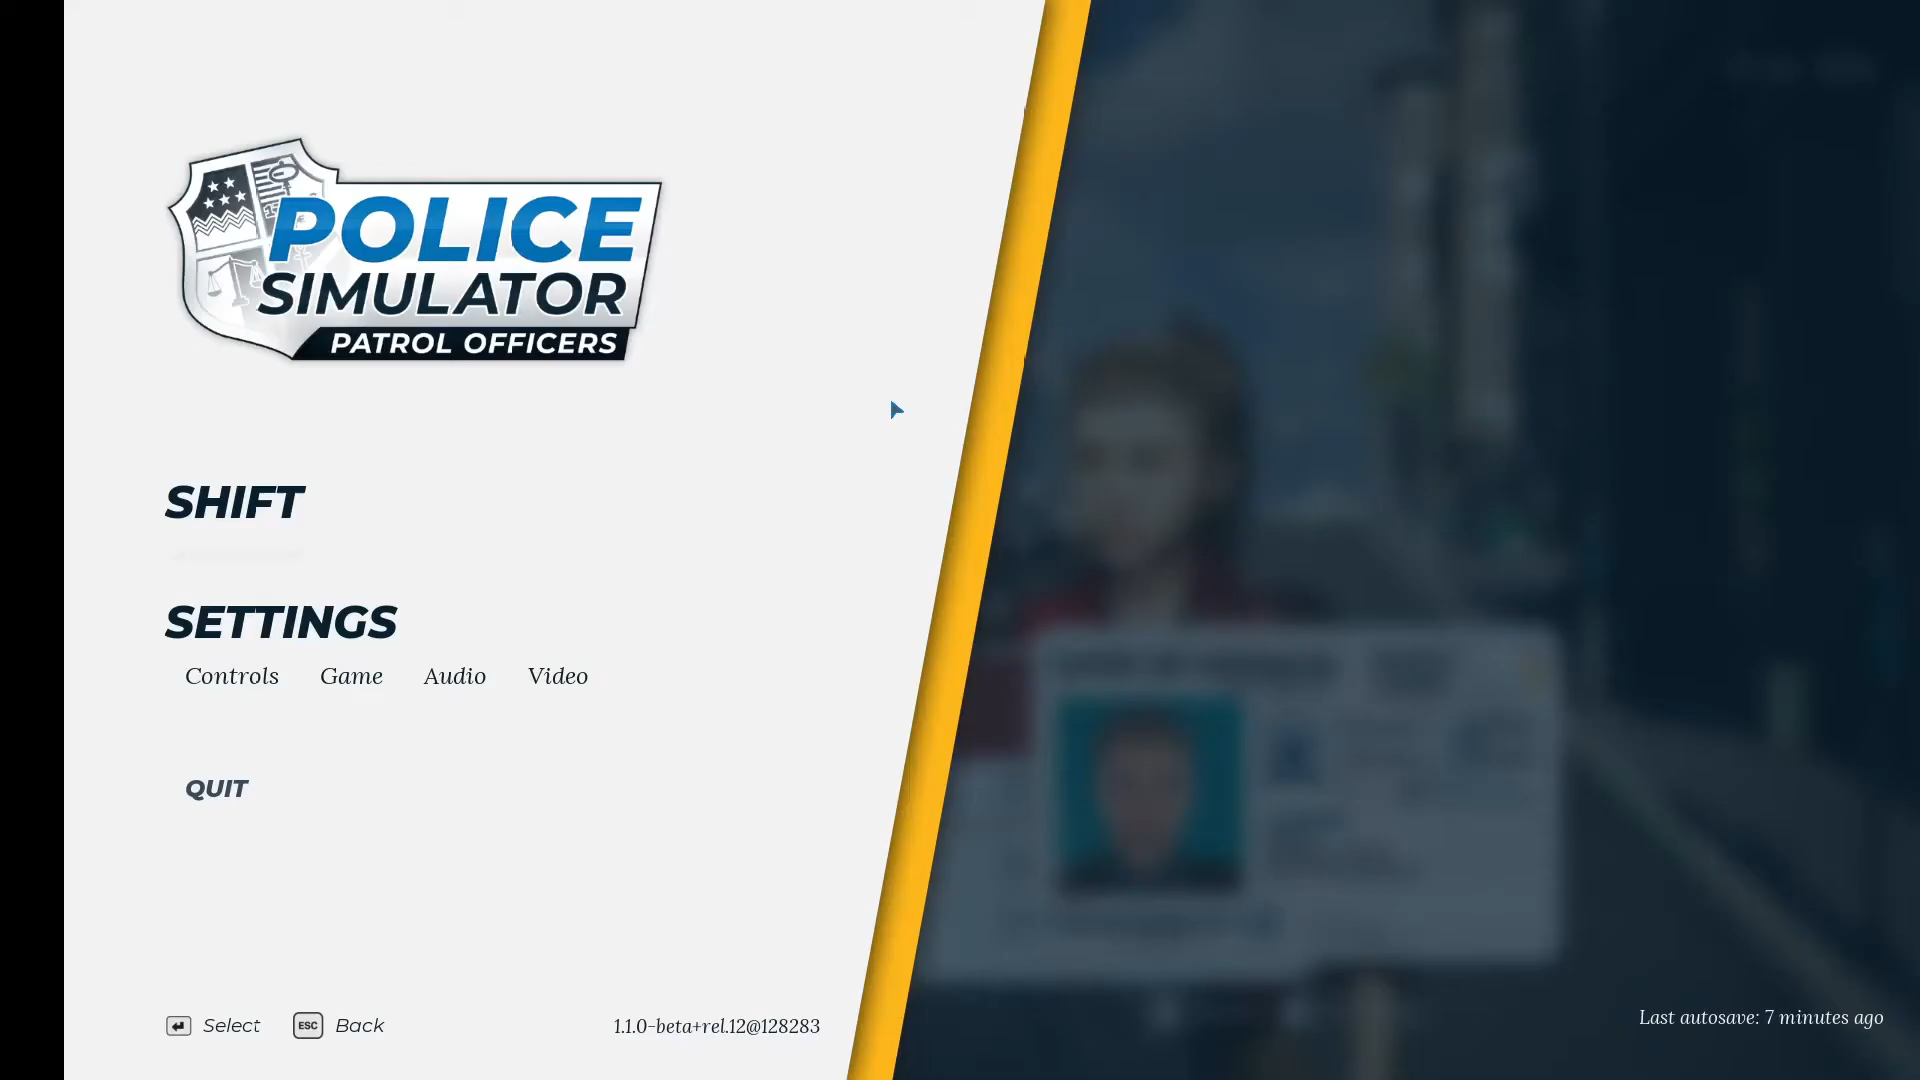 POLICE
SIMULATOR
PATROL OFFICERS
SHIFT
SETTINGS
Controls Game Audio Video
QUIT
Select ESC Back 1.1.0-beta+rel.12@128283
Last autosave: 7 minutes ago